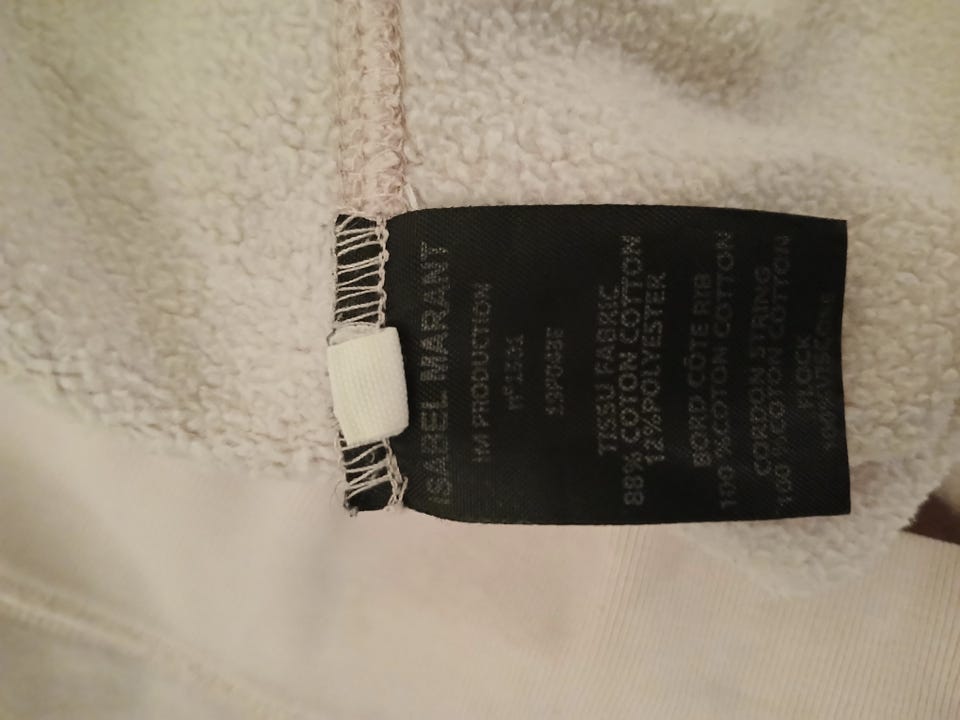 ISABEL MARANT
IM PRODUCTION
TISSU FABRIC
88% COTON COTTON
12%POLYESTER
BORD CÔTE RIB
100 %COTON COTTON
CORDON STRING
100 %COTON COTTON
FLOCK